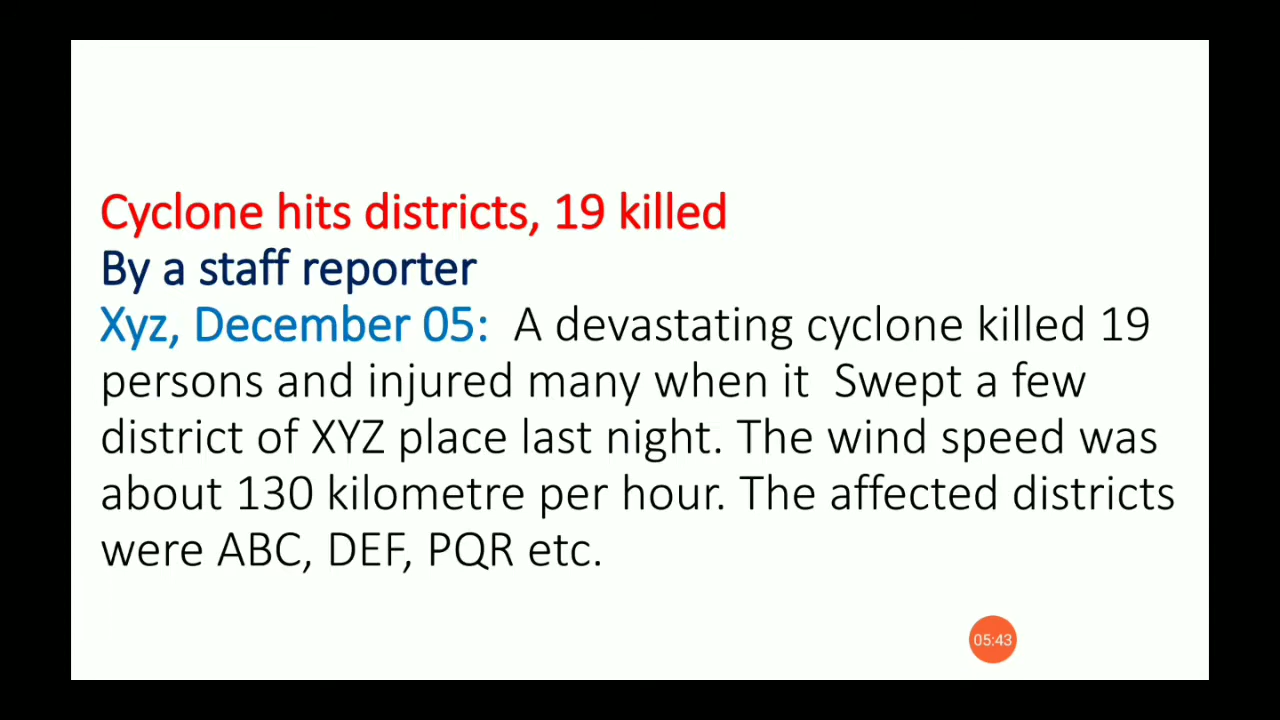 Cyclone hits districts, 19 killed
By a staff reporter
Xyz, December 05:  A devastating cyclone killed 19
persons and injured many when it  Swept a few
district of XYZ place last night. The wind speed was
about 130 kilometre per hour. The affected districts
were ABC, DEF, PQR etc.
05:43